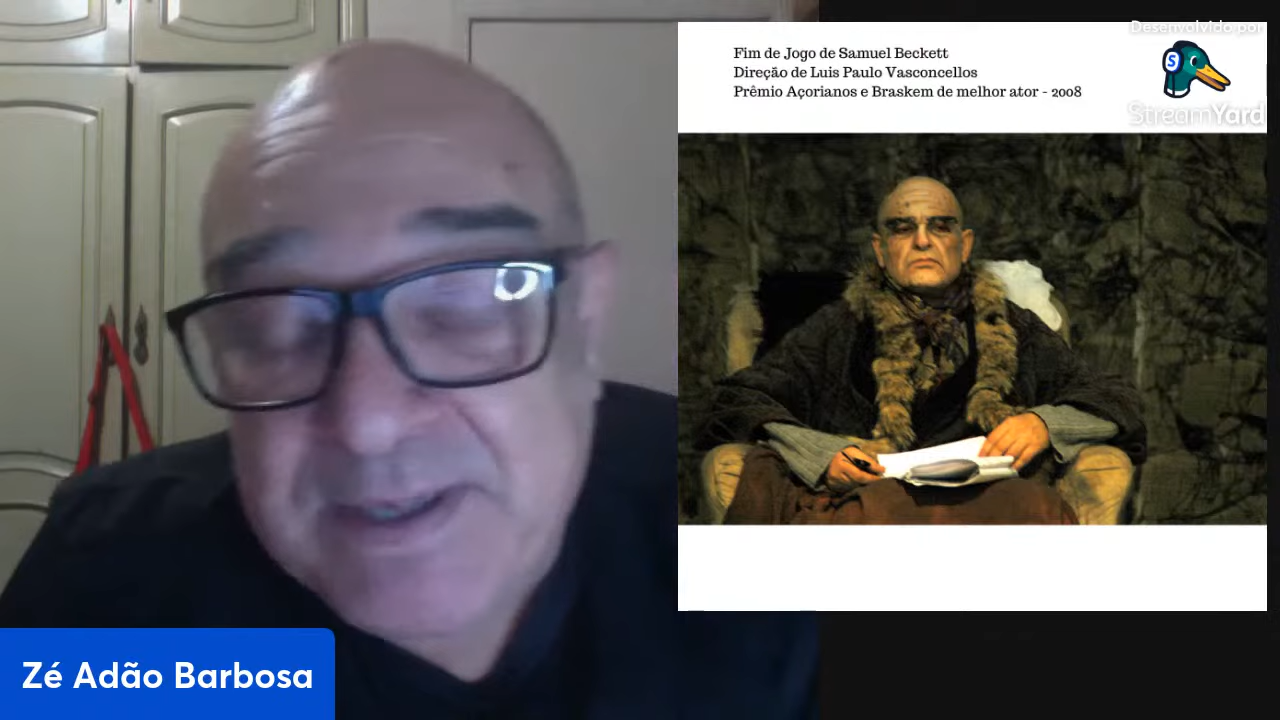 Desenvolvido por
StreamYard
Fim de Jogo de Samuel Beckett
Direção de Luis Paulo Vasconcellos
Prêmio Açorianos e Braskem de melhor ator - 2008
S
Zé Adão Barbosa